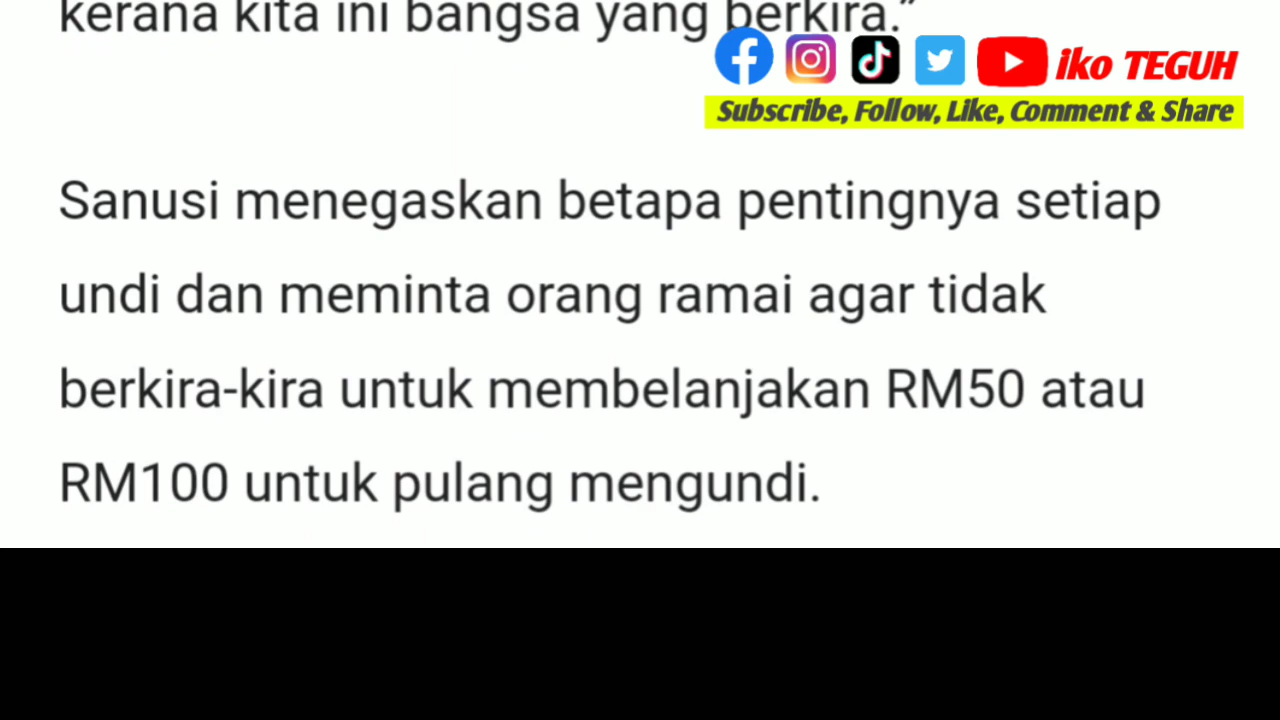 kerana kita ini bangsa yang berkira.”
iko TEGUH
Subscribe, Follow, Like, Comment & Share
Sanusi menegaskan betapa pentingnya setiap
undi dan meminta orang ramai agar tidak
berkira-kira untuk membelanjakan RM50 atau
RM100 untuk pulang mengundi.